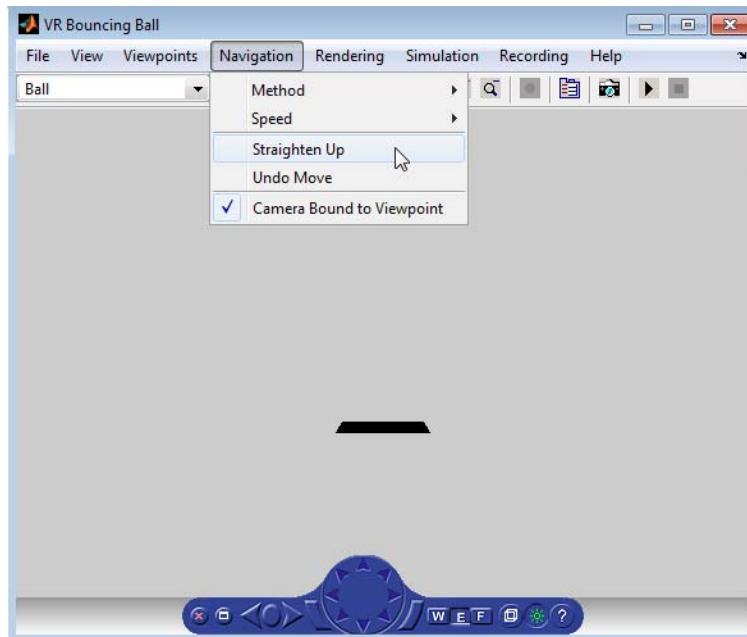 VR Bouncing Ball
File View Viewpoints Navigation Rendering Simulation Recording Help
Ball
Method
Speed
Straighten Up
Undo Move
Camera Bound to Viewpoint
W E F ?